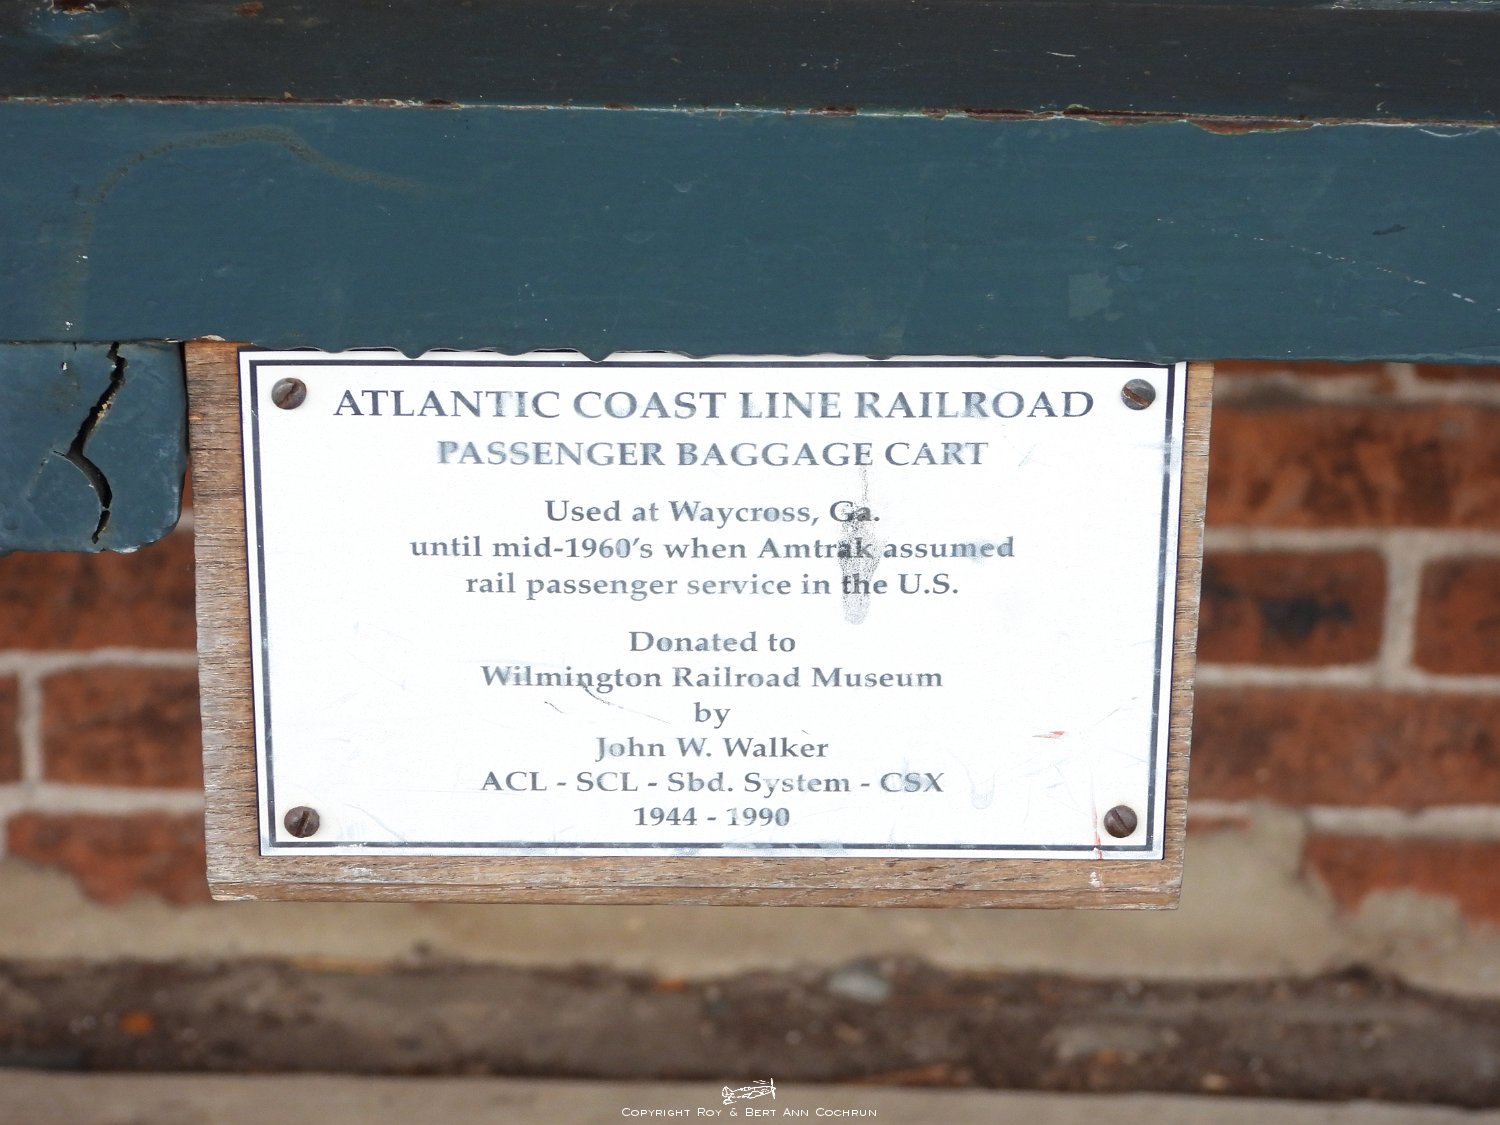 ATLANTIC COAST LINE RAILROAD
PASSENGER BAGGAGE CART
Used at Waycross, Ga.
until mid-1960's when Amtrak assumed
rail passenger service in the U.S.
Donated to
Wilmington Railroad Museum
by
John W. Walker
ACL - SCL - Sbd. System - CSX
1944 - 1990
Copyright Roy & Bert Ann Cochrun